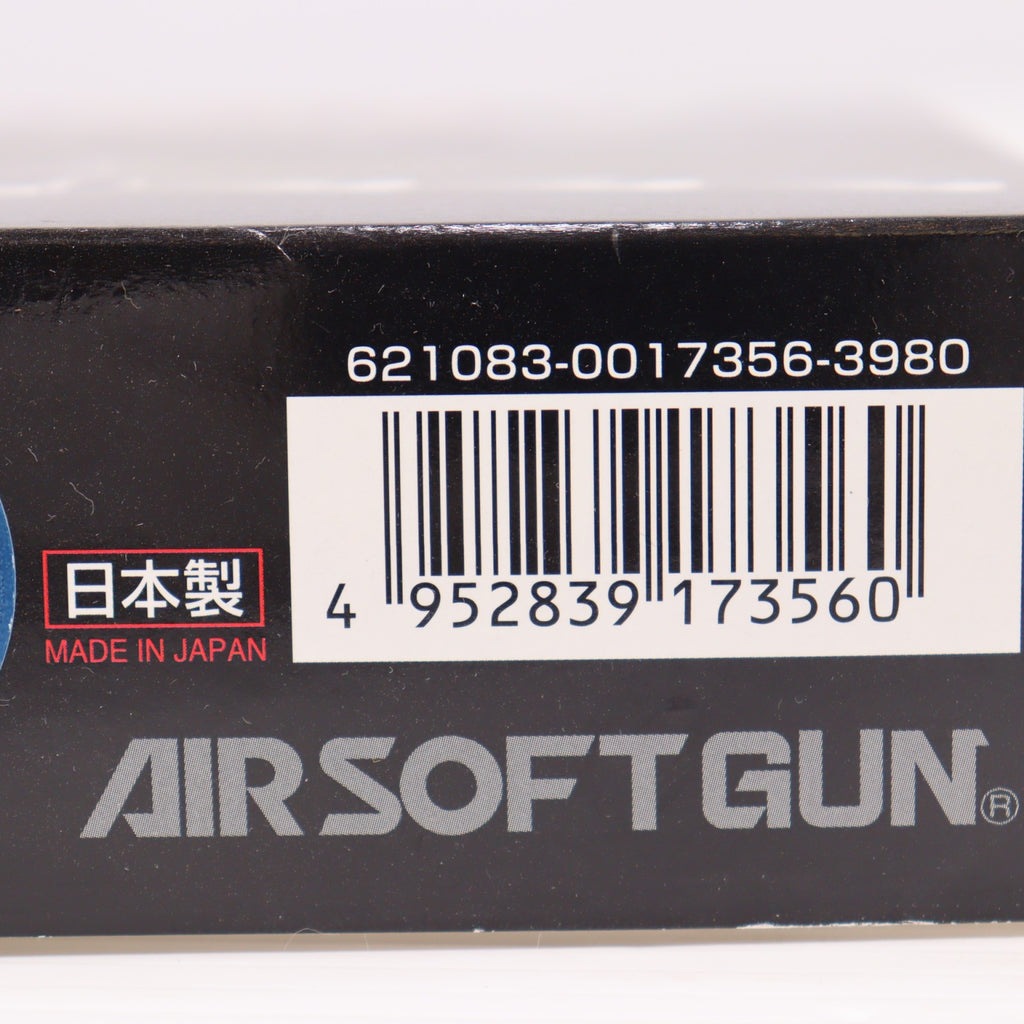 621083-0017356-3980
4 952839 173560
日本製
MADE IN JAPAN
AIRSOFT GUN®